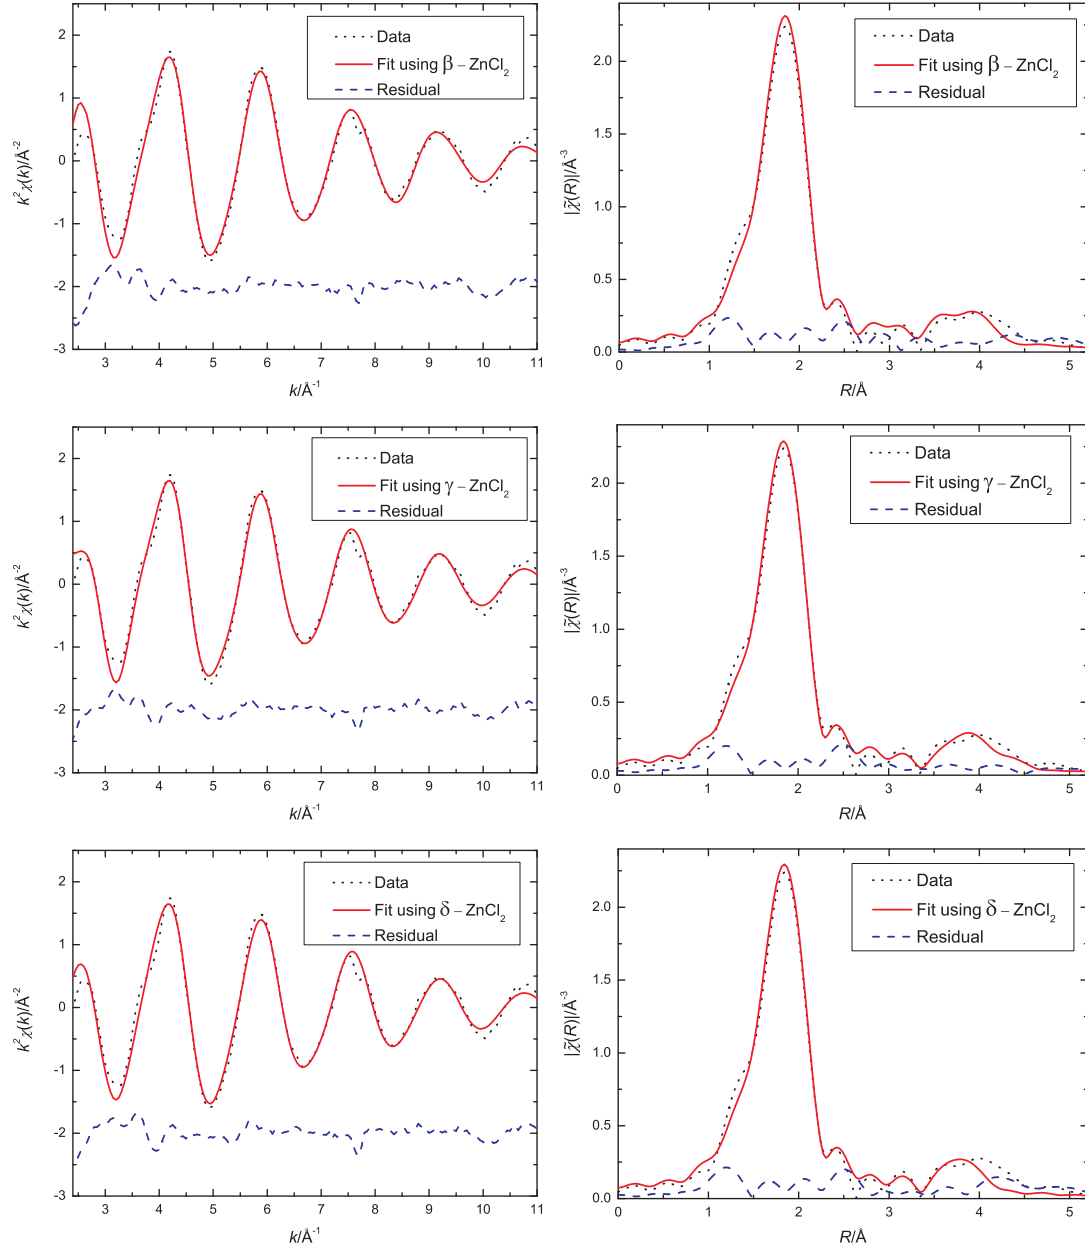 k²χ(k)/Å⁻²
2
1
0
-1
-2
-3
3 4 5 6 7 8 9 10 11
k/Å⁻¹
Data
Fit using β – ZnCl₂
Residual
|χ̃(R)|/Å⁻³
2.0
1.5
1.0
0.5
0.0
0 1 2 3 4 5
R/Å
Data
Fit using β – ZnCl₂
Residual
k²χ(k)/Å⁻²
2
1
0
-1
-2
-3
3 4 5 6 7 8 9 10 11
k/Å⁻¹
Data
Fit using γ – ZnCl₂
Residual
|χ̃(R)|/Å⁻³
2.0
1.5
1.0
0.5
0.0
0 1 2 3 4 5
R/Å
Data
Fit using γ – ZnCl₂
Residual
k²χ(k)/Å⁻²
2
1
0
-1
-2
-3
3 4 5 6 7 8 9 10 11
k/Å⁻¹
Data
Fit using δ – ZnCl₂
Residual
|χ̃(R)|/Å⁻³
2.0
1.5
1.0
0.5
0.0
0 1 2 3 4 5
R/Å
Data
Fit using δ – ZnCl₂
Residual